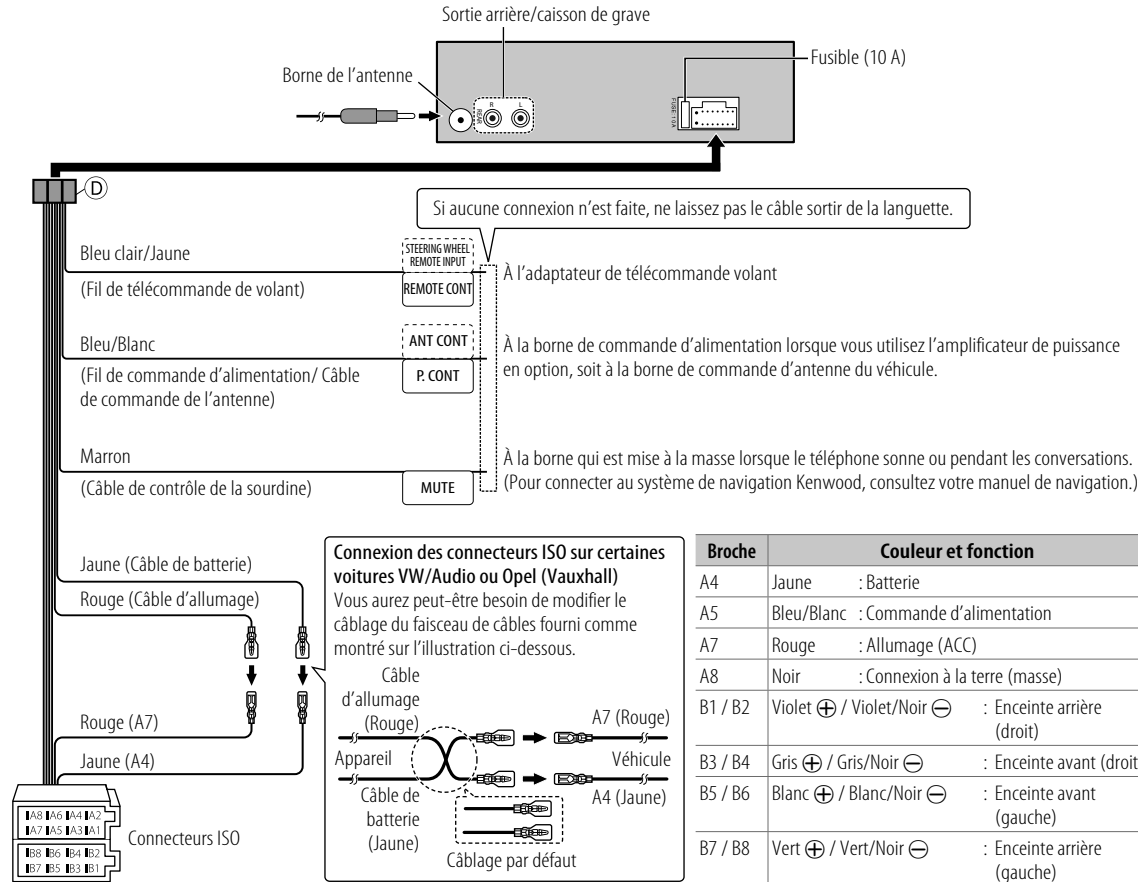 Sortie arrière/caisson de grave
Fusible (10 A)
Borne de l'antenne
R
L
REAR
FUSE 10A
D
Si aucune connexion n'est faite, ne laissez pas le câble sortir de la languette.
Bleu clair/Jaune
STEERING WHEEL
REMOTE INPUT
À l'adaptateur de télécommande volant
(Fil de télécommande de volant)
REMOTE CONT
Bleu/Blanc
ANT CONT
À la borne de commande d'alimentation lorsque vous utilisez l'amplificateur de puissance
en option, soit à la borne de commande d'antenne du véhicule.
(Fil de commande d'alimentation/ Câble
de commande de l'antenne)
P. CONT
Marron
À la borne qui est mise à la masse lorsque le téléphone sonne ou pendant les conversations.
(Pour connecter au système de navigation Kenwood, consultez votre manuel de navigation.)
(Câble de contrôle de la sourdine)
MUTE
Jaune (Câble de batterie)
Rouge (Câble d'allumage)
Rouge (A7)
Jaune (A4)
A8 A6 A4 A2
A7 A5 A3 A1
B8 B6 B4 B2
B7 B5 B3 B1
Connecteurs ISO
Connexion des connecteurs ISO sur certaines
voitures VW/Audio ou Opel (Vauxhall)
Vous aurez peut-être besoin de modifier le
câblage du faisceau de câbles fourni comme
montré sur l'illustration ci-dessous.
Câble
d'allumage
(Rouge)
A7 (Rouge)
Appareil
Véhicule
Câble de
batterie
(Jaune)
A4 (Jaune)
Câblage par défaut
Broche Couleur et fonction
A4 Jaune : Batterie
A5 Bleu/Blanc : Commande d'alimentation
A7 Rouge : Allumage (ACC)
A8 Noir : Connexion à la terre (masse)
B1 / B2 Violet ⊕ / Violet/Noir ⊖ : Enceinte arrière
(droit)
B3 / B4 Gris ⊕ / Gris/Noir ⊖ : Enceinte avant (droit
B5 / B6 Blanc ⊕ / Blanc/Noir ⊖ : Enceinte avant
(gauche)
B7 / B8 Vert ⊕ / Vert/Noir ⊖ : Enceinte arrière
(gauche)